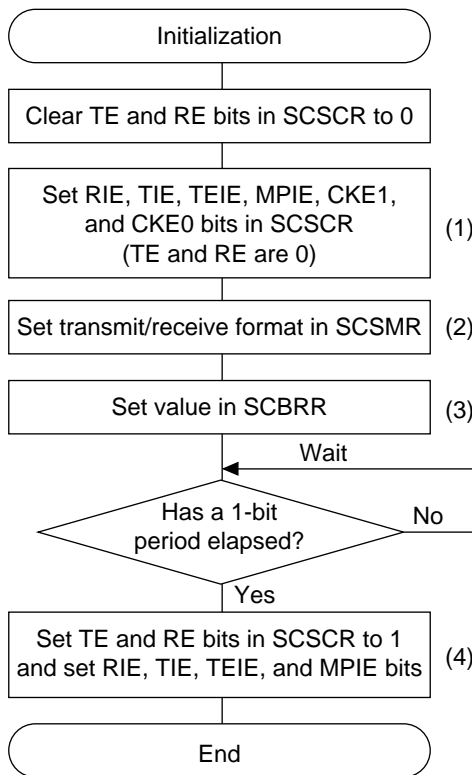 Initialization
Clear TE and RE bits in SCSCR to 0
Set RIE, TIE, TEIE, MPIE, CKE1,
and CKE0 bits in SCSCR
(TE and RE are 0)
(1)
Set transmit/receive format in SCSMR
(2)
Set value in SCBRR
(3)
Wait
Has a 1-bit
period elapsed?
No
Yes
Set TE and RE bits in SCSCR to 1
and set RIE, TIE, TEIE, and MPIE bits
(4)
End